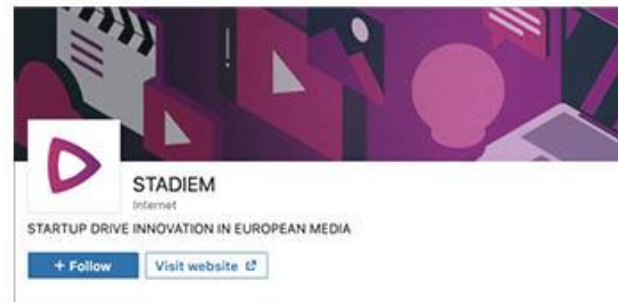 STADIEM
Internet
STARTUP DRIVE INNOVATION IN EUROPEAN MEDIA
+ Follow
Visit website